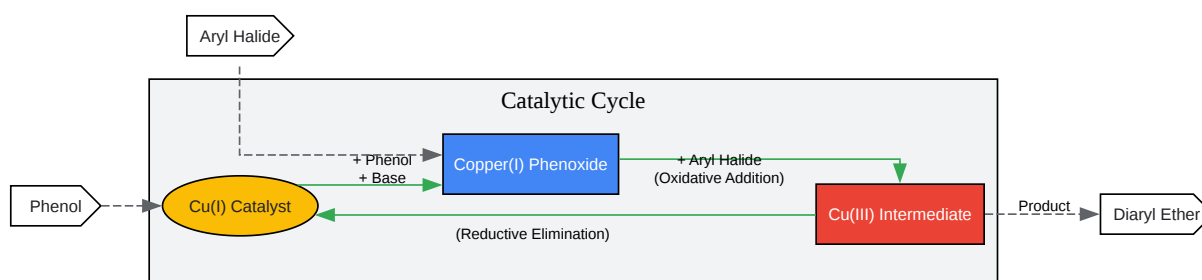 Aryl Halide
Catalytic Cycle
+ Phenol
+ Base
Copper(I) Phenoxide
+ Aryl Halide
(Oxidative Addition)
Phenol
Cu(I) Catalyst
Cu(III) Intermediate
Product
Diaryl Ether
(Reductive Elimination)